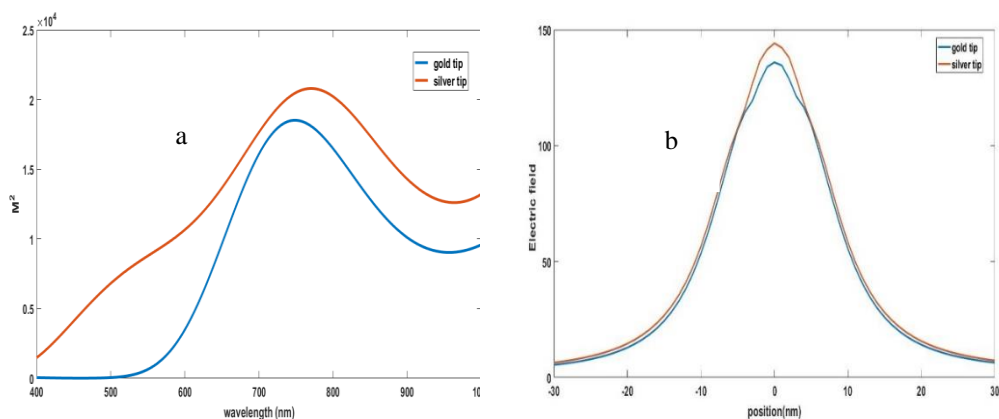 ×10⁴
2.5
2
1.5
1
0.5
0
M²
400
500
600
700
800
900
100
wavelength (nm)
gold tip
silver tip
a
150
100
50
0
Electric field
-30
-20
-10
0
10
20
30
position(nm)
gold tip
silver tip
b